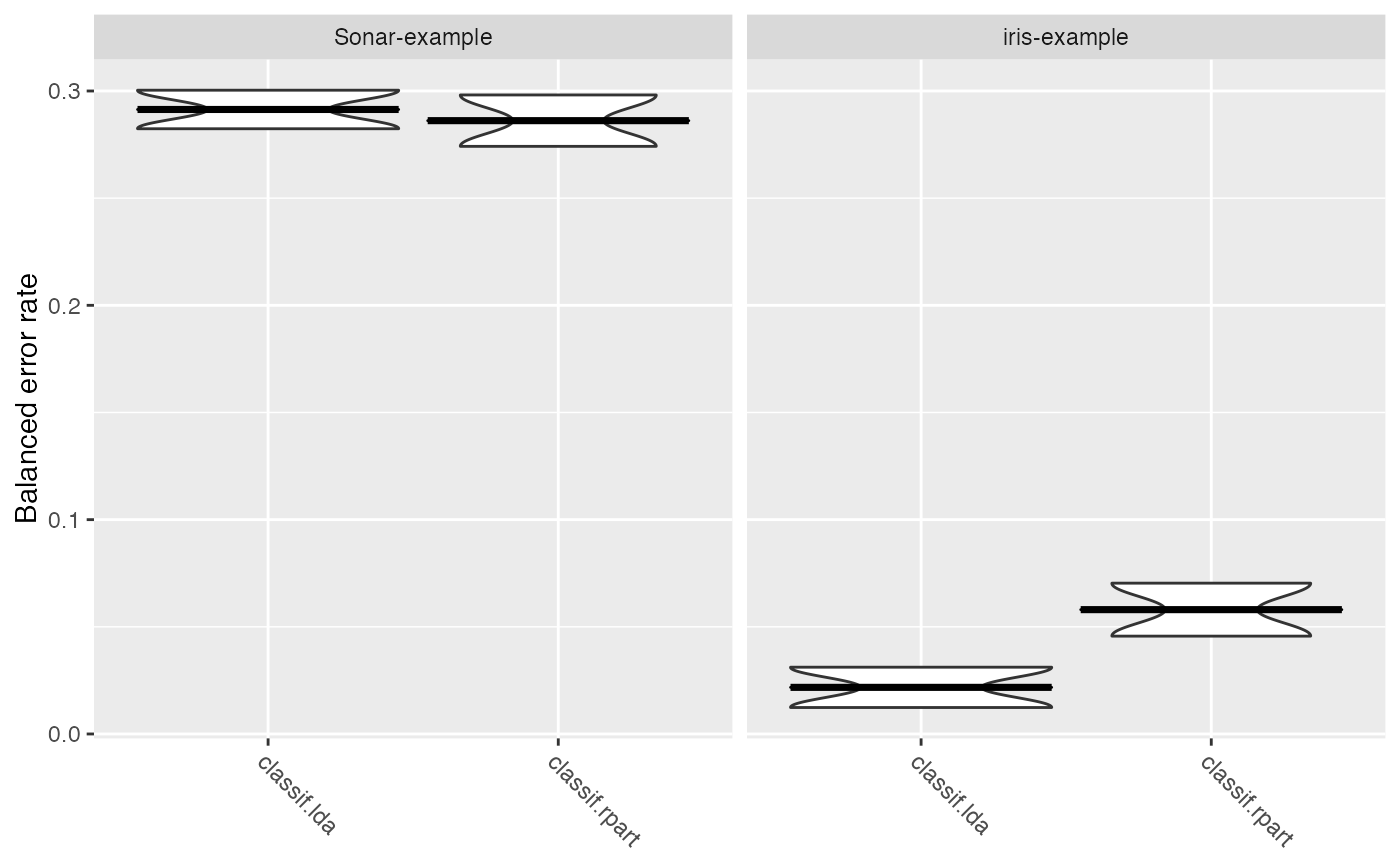 Sonar-example
iris-example
Balanced error rate
0.3
0.2
0.1
0.0
classif.lda
classif.rpart
classif.lda
classif.rpart